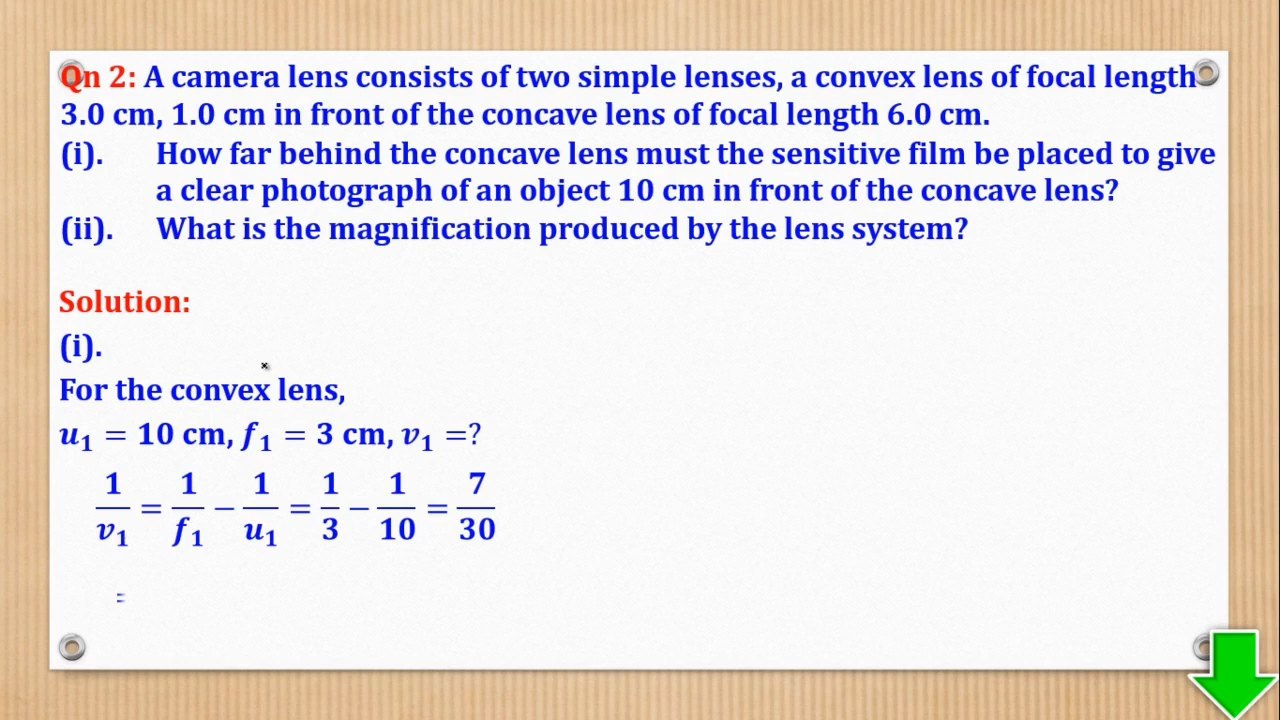 Qn 2: A camera lens consists of two simple lenses, a convex lens of focal length
3.0 cm, 1.0 cm in front of the concave lens of focal length 6.0 cm.
(i). How far behind the concave lens must the sensitive film be placed to give
a clear photograph of an object 10 cm in front of the concave lens?
(ii). What is the magnification produced by the lens system?
Solution:
(i).
For the convex lens,
u₁ = 10 cm, f₁ = 3 cm, v₁ =?
1/v₁ = 1/f₁ − 1/u₁ = 1/3 − 1/10 = 7/30
=